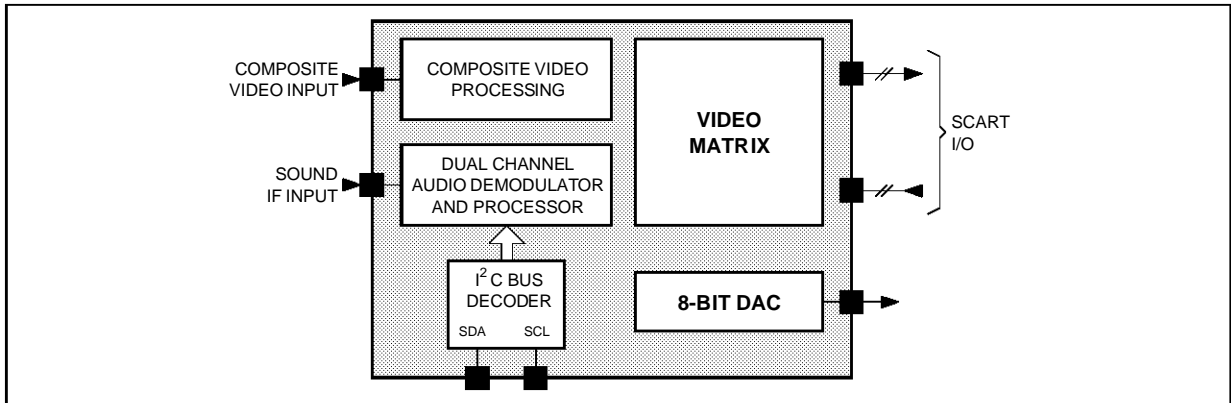 COMPOSITE
VIDEO INPUT
COMPOSITE VIDEO
PROCESSING
VIDEO
MATRIX
SCART
I/O
SOUND
IF INPUT
DUAL CHANNEL
AUDIO DEMODULATOR
AND PROCESSOR
I² C BUS
DECODER
SDA SCL
8-BIT DAC